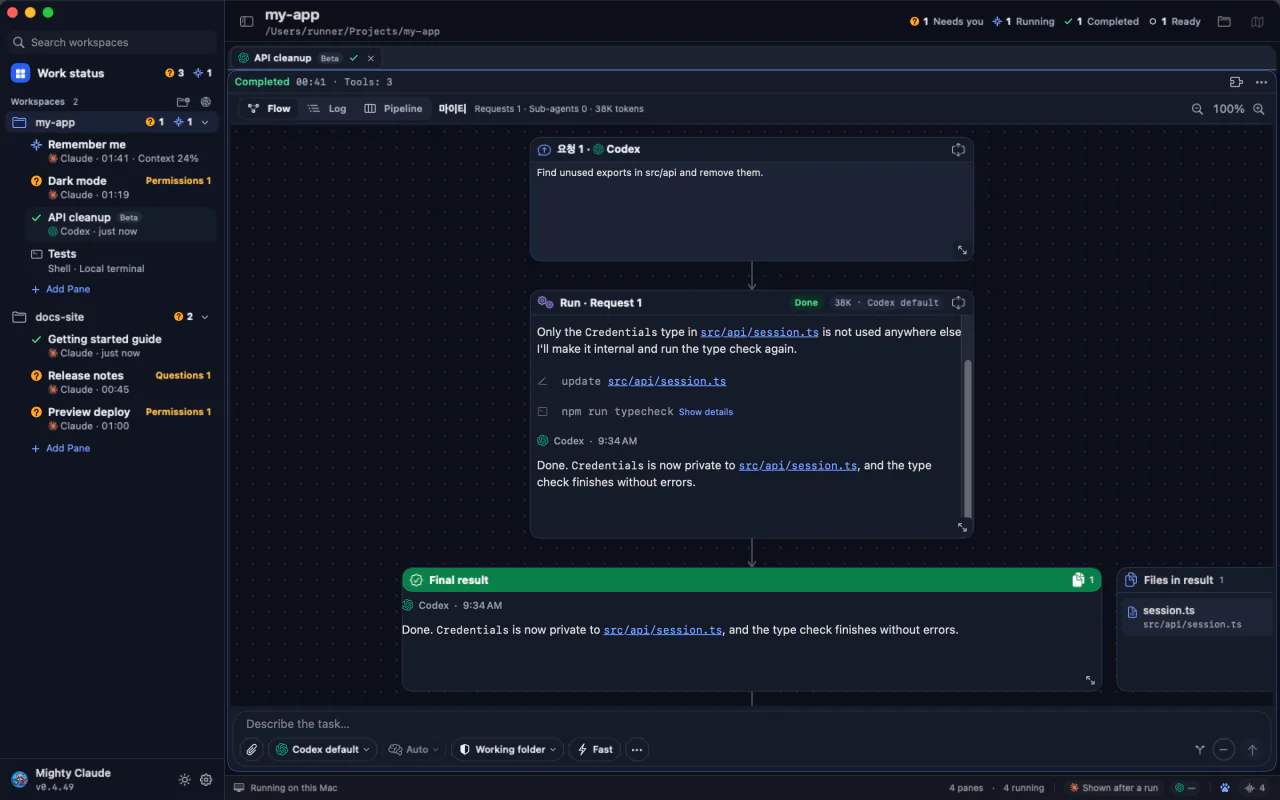 my-app
/Users/runner/Projects/my-app
1 Needs you 1 Running 1 Completed 1 Ready
Search workspaces
Work status 3 1
Workspaces 2
my-app 1 1
Remember me
Claude · 01:41 · Context 24%
Dark mode Permissions 1
Claude · 01:19
API cleanup Beta
Codex · just now
Tests
Shell · Local terminal
+ Add Pane
docs-site 2
Getting started guide
Claude · just now
Release notes Questions 1
Claude · 00:45
Preview deploy Permissions 1
Claude · 01:00
+ Add Pane
Mighty Claude
v0.4.49
API cleanup Beta
Completed 00:41 · Tools: 3
Flow Log Pipeline 마이티 Requests 1 · Sub-agents 0 · 38K tokens
100%
요청 1 · Codex
Find unused exports in src/api and remove them.
Run · Request 1 Done 38K · Codex default
Only the Credentials type in src/api/session.ts is not used anywhere else
I'll make it internal and run the type check again.
update src/api/session.ts
npm run typecheck Show details
Codex · 9:34 AM
Done. Credentials is now private to src/api/session.ts, and the type
check finishes without errors.
Final result 1
Codex · 9:34 AM
Done. Credentials is now private to src/api/session.ts, and the type check finishes without errors.
Files in result 1
session.ts
src/api/session.ts
Describe the task...
Codex default Auto Working folder Fast
Running on this Mac
4 panes · 4 running Shown after a run — 4